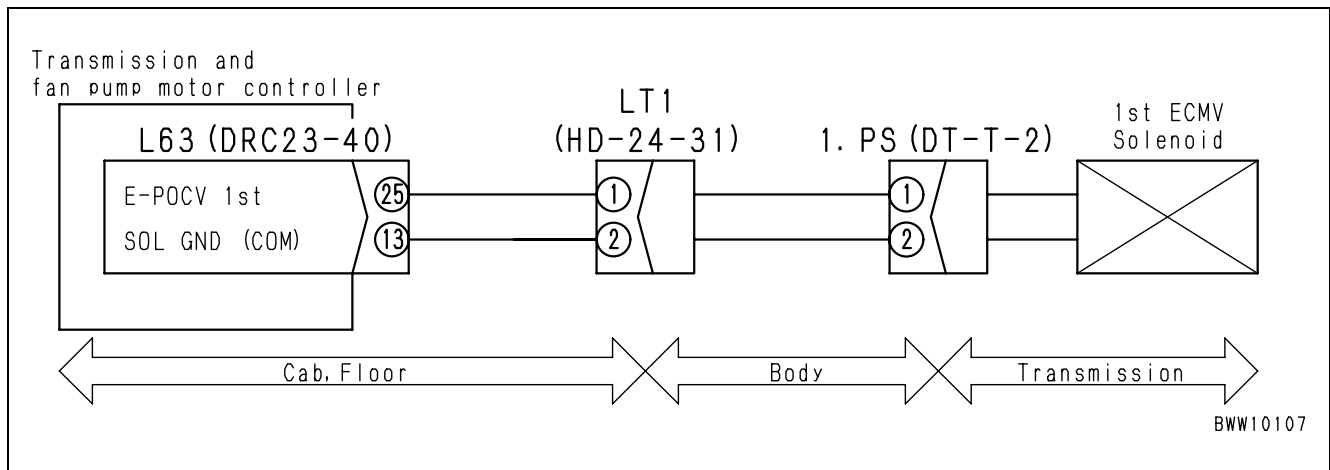 Transmission and
fan pump motor controller
L63 (DRC23-40)
LT1
(HD-24-31)
1. PS (DT-T-2)
1st ECMV
Solenoid
E-POCV 1st
25
1
1
SOL GND (COM)
13
2
2
Cab, Floor
Body
Transmission
BWW10107